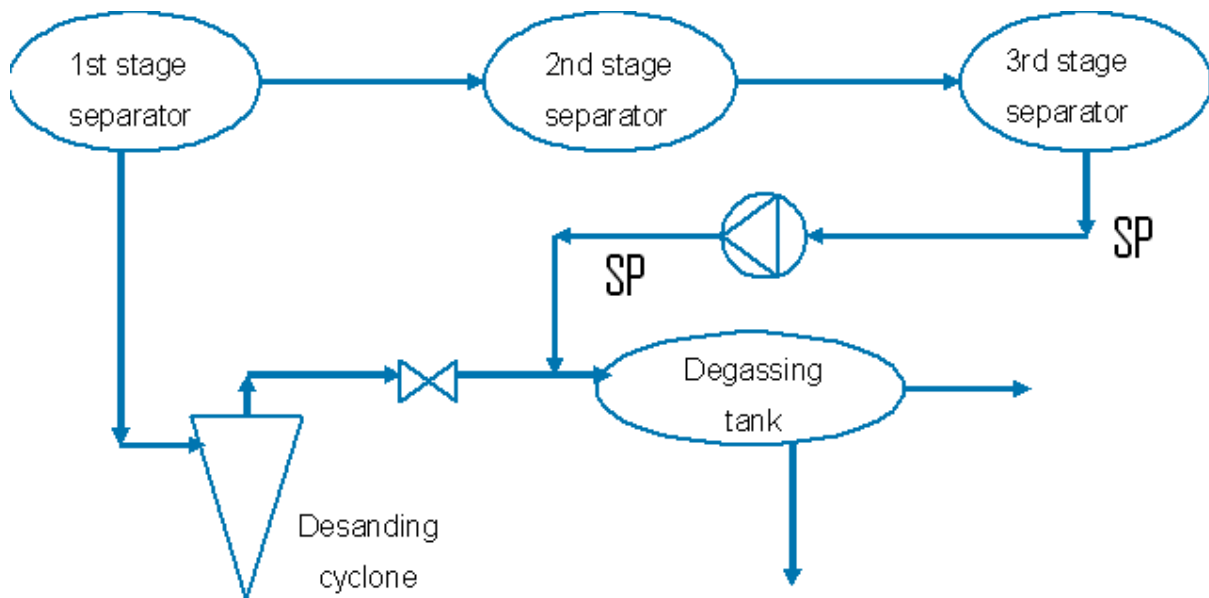 1st stage
separator
2nd stage
separator
3rd stage
separator
SP
SP
Degassing
tank
Desanding
cyclone